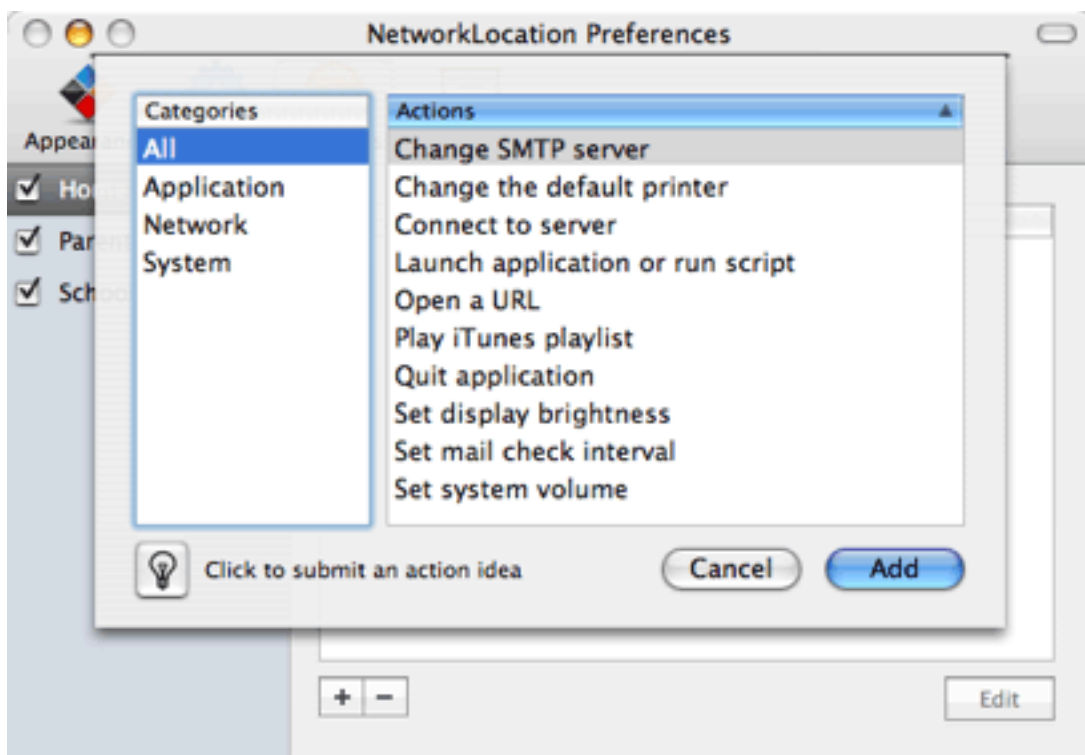 NetworkLocation Preferences
Categories
Actions
All
Application
Network
System
Change SMTP server
Change the default printer
Connect to server
Launch application or run script
Open a URL
Play iTunes playlist
Quit application
Set display brightness
Set mail check interval
Set system volume
Click to submit an action idea
Cancel
Add
+
−
Edit